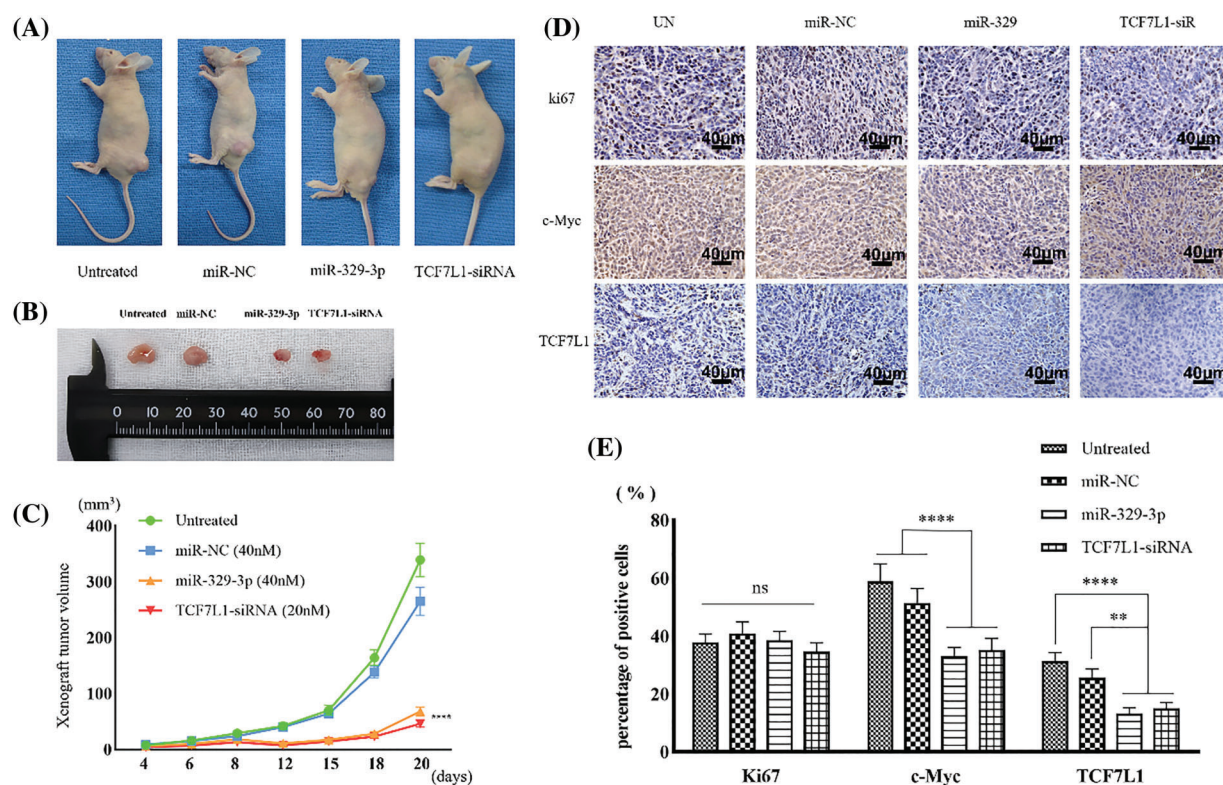 (A)
Untreated miR-NC miR-329-3p TCF7L1-siRNA
(B)
Untreated miR-NC miR-329-3p TCF7L1-siRNA
0 10 20 30 40 50 60 70 80
(C)
(mm³)
Xenograft tumor volume
400
300
200
100
0
Untreated
miR-NC (40nM)
miR-329-3p (40nM)
TCF7L1-siRNA (20nM)
****
4 6 8 12 15 18 20
(days)
(D)
UN miR-NC miR-329 TCF7L1-siR
ki67
40μm 40μm 40μm 40μm
c-Myc
40μm 40μm 40μm 40μm
TCF7L1
40μm 40μm 40μm 40μm
(E)
Untreated
miR-NC
miR-329-3p
TCF7L1-siRNA
(%)
percentage of positive cells
80
60
40
20
0
ns
****
****
**
Ki67 c-Myc TCF7L1